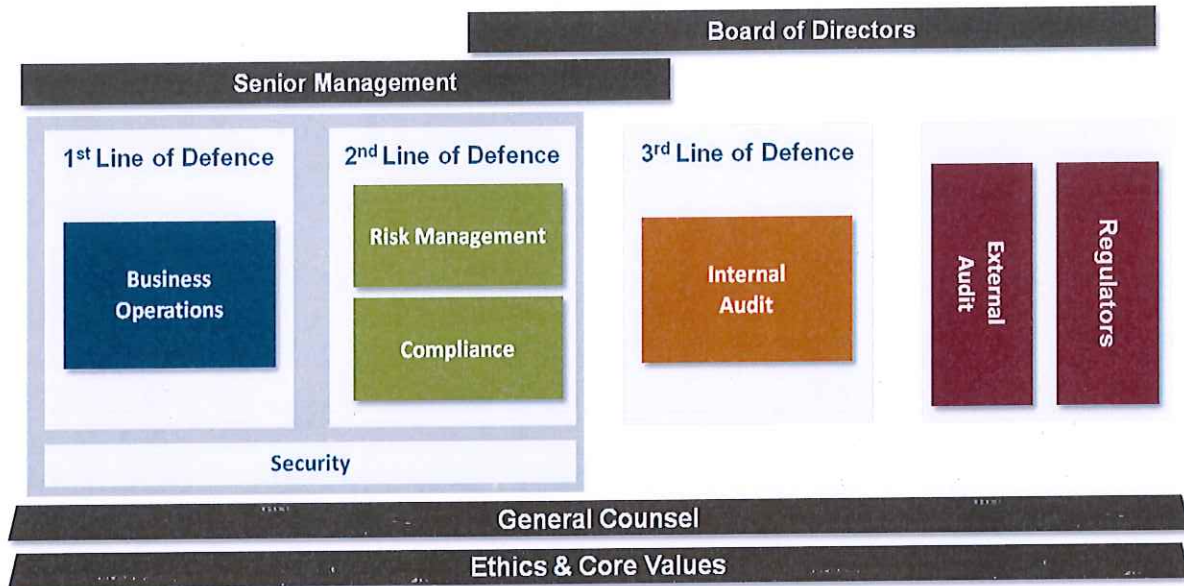 Board of Directors
Senior Management
1st Line of Defence
Business
Operations
2nd Line of Defence
Risk Management
Compliance
3rd Line of Defence
Internal
Audit
External
Audit
Regulators
Security
General Counsel
Ethics & Core Values